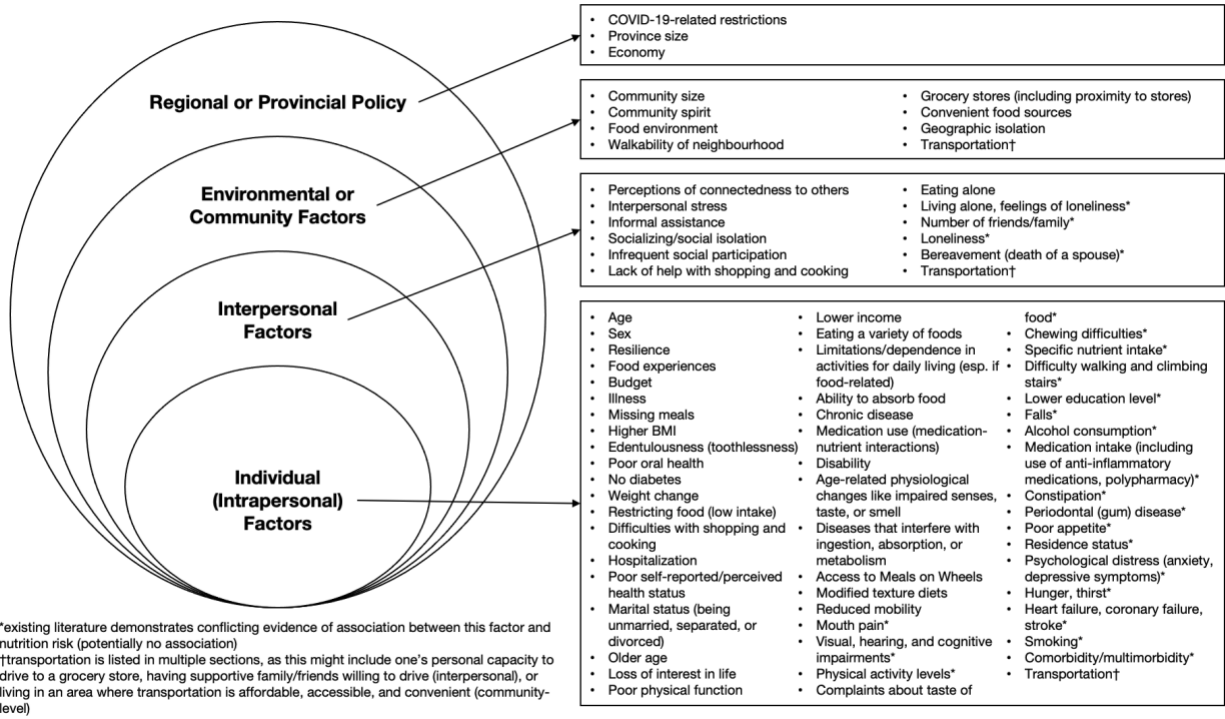 Regional or Provincial Policy
Environmental or
Community Factors
Interpersonal
Factors
Individual
(Intrapersonal)
Factors
• COVID-19-related restrictions
• Province size
• Economy
• Community size
• Community spirit
• Food environment
• Walkability of neighbourhood
• Grocery stores (including proximity to stores)
• Convenient food sources
• Geographic isolation
• Transportation†
• Perceptions of connectedness to others
• Interpersonal stress
• Informal assistance
• Socializing/social isolation
• Infrequent social participation
• Lack of help with shopping and cooking
• Eating alone
• Living alone, feelings of loneliness*
• Number of friends/family*
• Loneliness*
• Bereavement (death of a spouse)*
• Transportation†
• Age
• Sex
• Resilience
• Food experiences
• Budget
• Illness
• Missing meals
• Higher BMI
• Edentulousness (toothlessness)
• Poor oral health
• No diabetes
• Weight change
• Restricting food (low intake)
• Difficulties with shopping and
cooking
• Hospitalization
• Poor self-reported/perceived
health status
• Marital status (being
unmarried, separated, or
divorced)
• Older age
• Loss of interest in life
• Poor physical function
• Lower income
• Eating a variety of foods
• Limitations/dependence in
activities for daily living (esp. if
food-related)
• Ability to absorb food
• Chronic disease
• Medication use (medication-
nutrient interactions)
• Disability
• Age-related physiological
changes like impaired senses,
taste, or smell
• Diseases that interfere with
ingestion, absorption, or
metabolism
• Access to Meals on Wheels
• Modified texture diets
• Reduced mobility
• Mouth pain*
• Visual, hearing, and cognitive
impairments*
• Physical activity levels*
• Complaints about taste of
food*
• Chewing difficulties*
• Specific nutrient intake*
• Difficulty walking and climbing
stairs*
• Lower education level*
• Falls*
• Alcohol consumption*
• Medication intake (including
use of anti-inflammatory
medications, polypharmacy)*
• Constipation*
• Periodontal (gum) disease*
• Poor appetite*
• Residence status*
• Psychological distress (anxiety,
depressive symptoms)*
• Hunger, thirst*
• Heart failure, coronary failure,
stroke*
• Smoking*
• Comorbidity/multimorbidity*
• Transportation†
*existing literature demonstrates conflicting evidence of association between this factor and
nutrition risk (potentially no association)
†transportation is listed in multiple sections, as this might include one's personal capacity to
drive to a grocery store, having supportive family/friends willing to drive (interpersonal), or
living in an area where transportation is affordable, accessible, and convenient (community-
level)